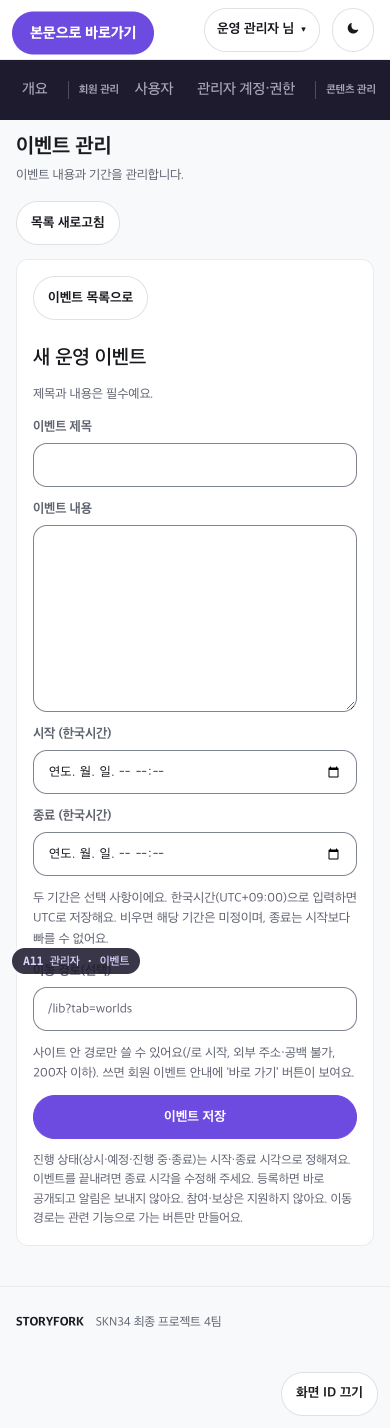 본문으로 바로가기
운영 관리자 님 ▾
개요
회원 관리
사용자
관리자 계정·권한
콘텐츠 관리
이벤트 관리
이벤트 내용과 기간을 관리합니다.
목록 새로고침
이벤트 목록으로
새 운영 이벤트
제목과 내용은 필수예요.
이벤트 제목
이벤트 내용
시작 (한국시간)
연도. 월. 일. -- --:--
종료 (한국시간)
연도. 월. 일. -- --:--
두 기간은 선택 사항이에요. 한국시간(UTC+09:00)으로 입력하면
UTC로 저장해요. 비우면 해당 기간은 미정이며, 종료는 시작보다
빠를 수 없어요.
A11 관리자 · 이벤트
/lib?tab=worlds
사이트 안 경로만 쓸 수 있어요(/로 시작, 외부 주소·공백 불가,
200자 이하). 쓰면 회원 이벤트 안내에 ‘바로 가기’ 버튼이 보여요.
이벤트 저장
진행 상태(상시·예정·진행 중·종료)는 시작·종료 시각으로 정해져요.
이벤트를 끝내려면 종료 시각을 수정해 주세요. 등록하면 바로
공개되고 알림은 보내지 않아요. 참여·보상은 지원하지 않아요. 이동
경로는 관련 기능으로 가는 버튼만 만들어요.
STORYFORK SKN34 최종 프로젝트 4팀
화면 ID 끄기